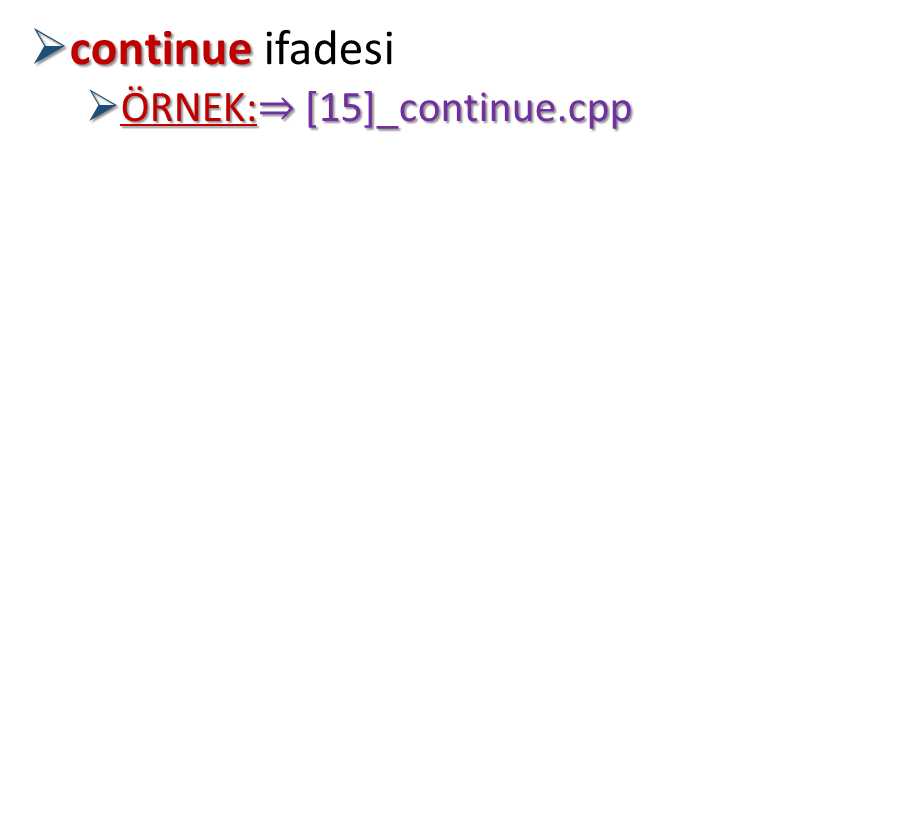 ➢continue ifadesi
➢ÖRNEK:⇒ [15]_continue.cpp